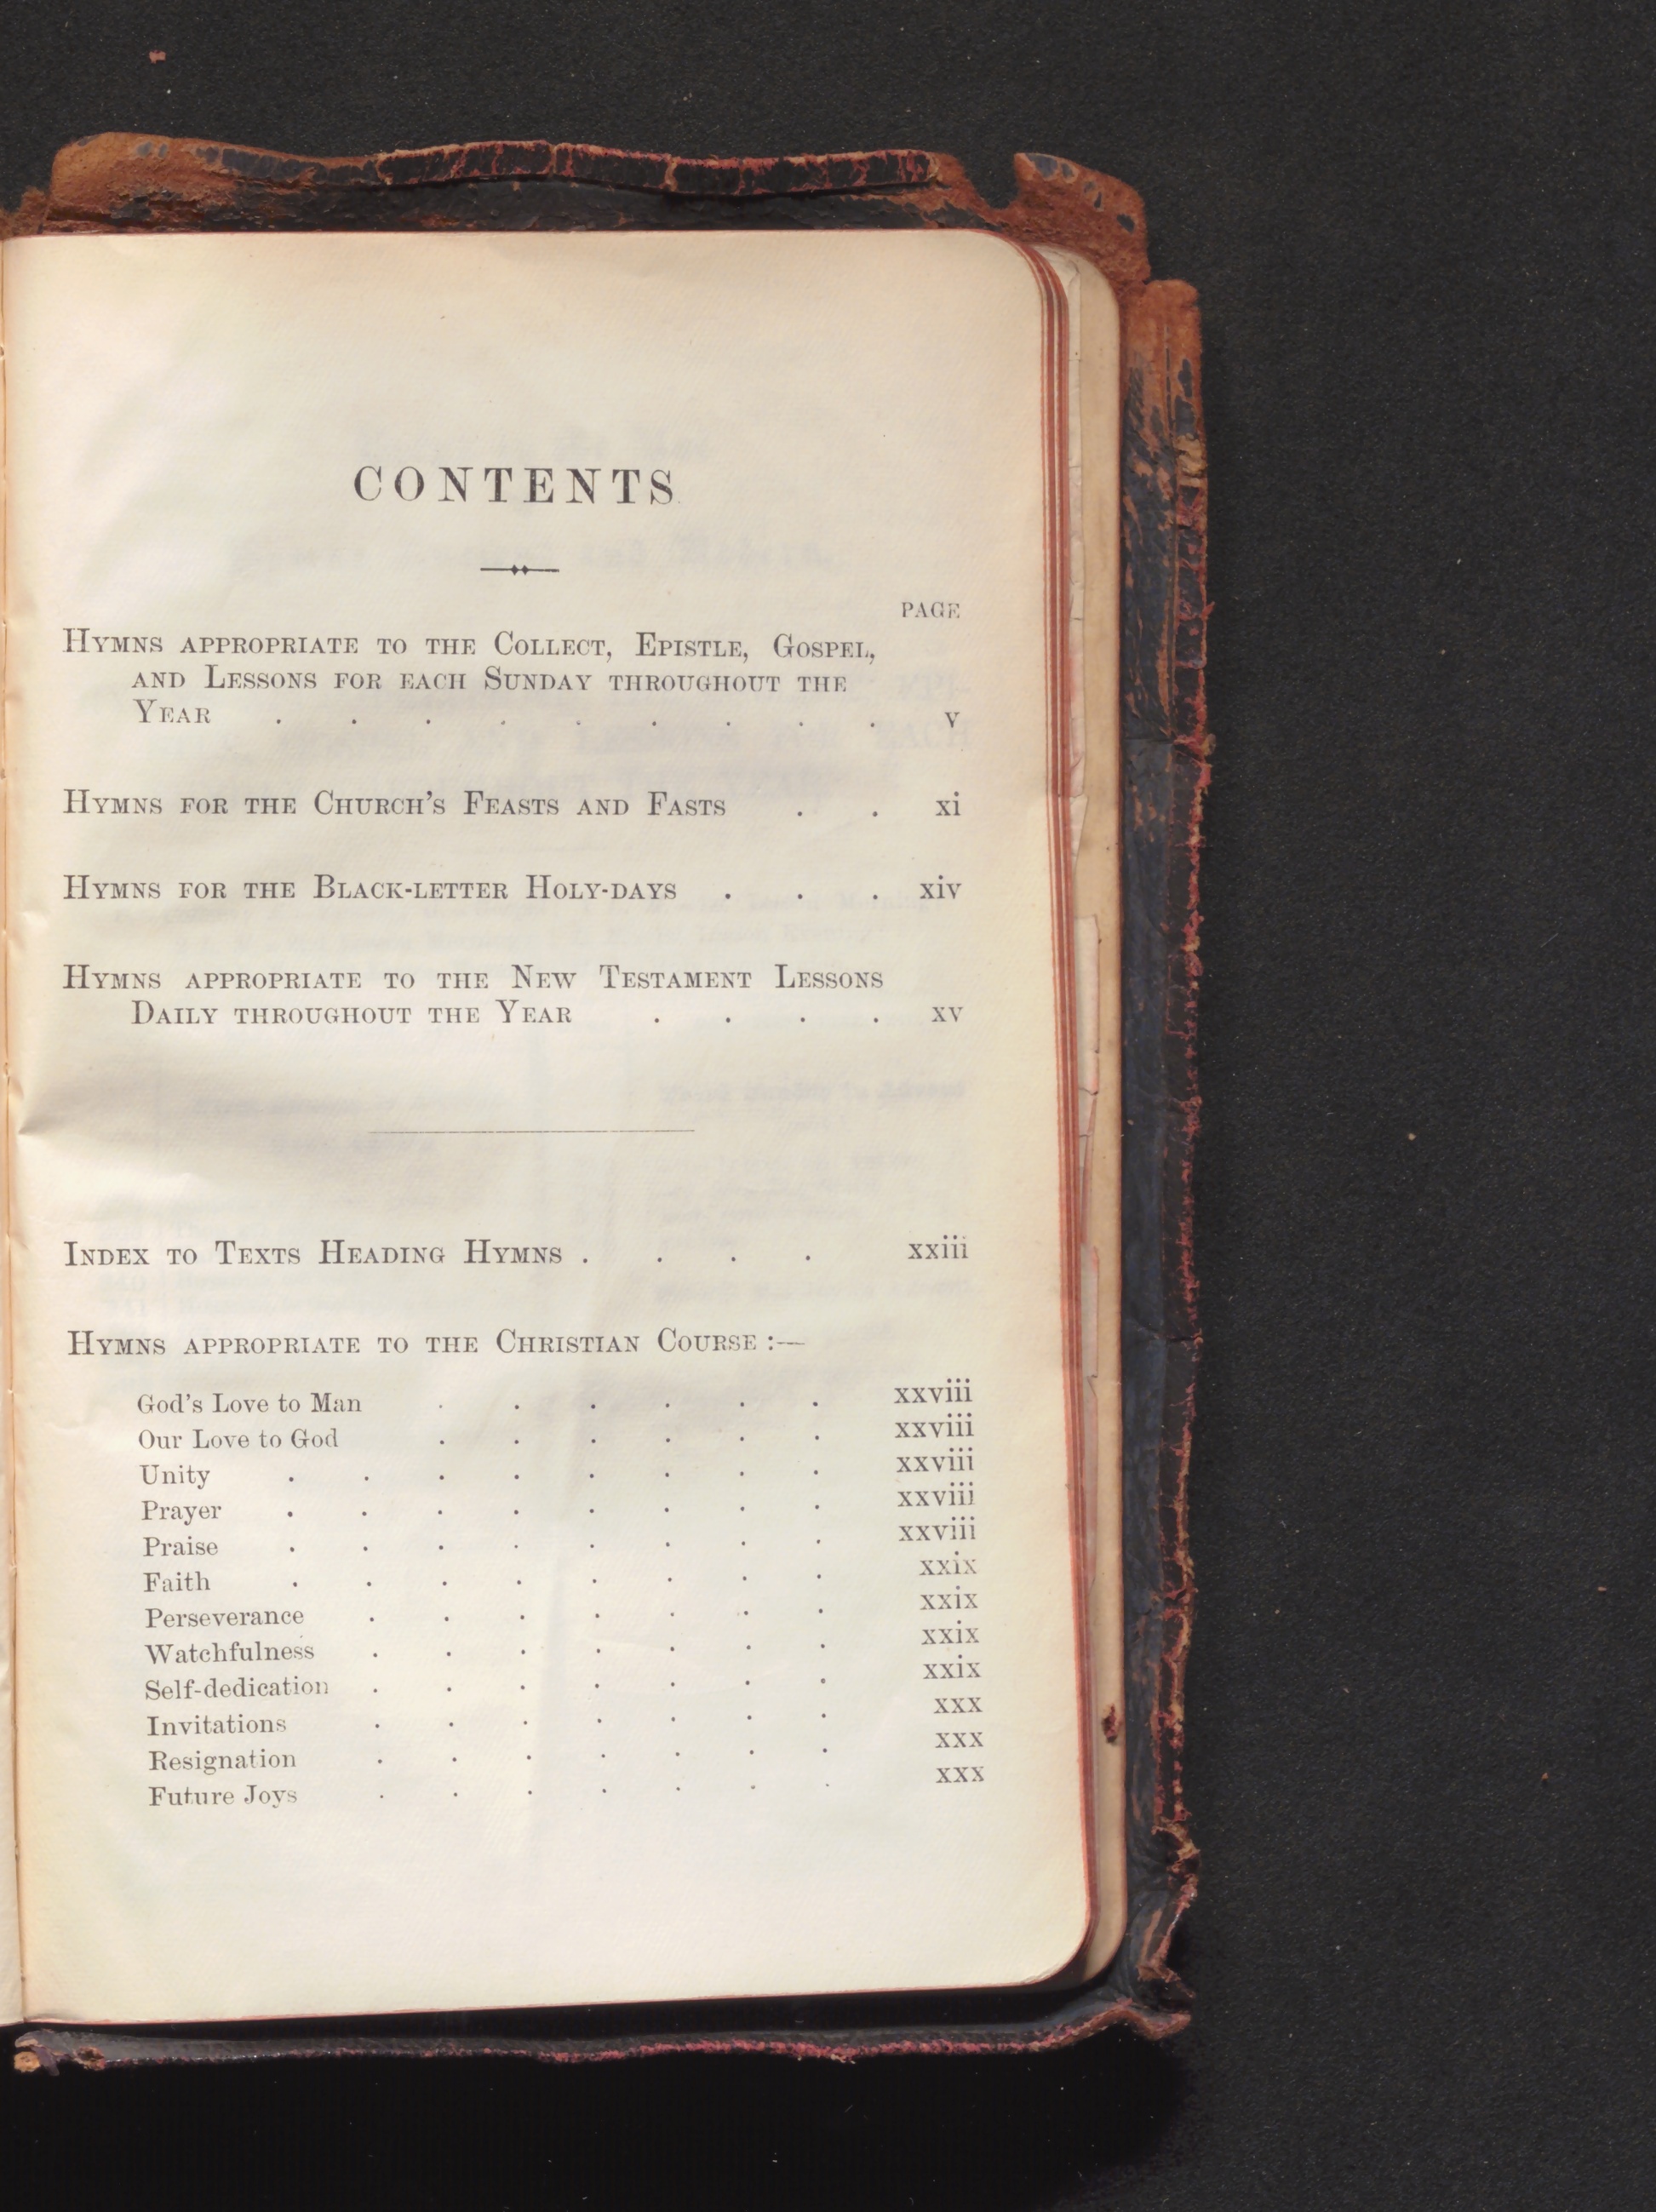 CONTENTS
PAGE
Hymns appropriate to the Collect, Epistle, Gospel,
and Lessons for each Sunday throughout the
Year . . . . . . . . . v
Hymns for the Church's Feasts and Fasts . . xi
Hymns for the Black-letter Holy-days . . . xiv
Hymns appropriate to the New Testament Lessons
Daily throughout the Year . . . . xv
Index to Texts Heading Hymns . . . . xxiii
Hymns appropriate to the Christian Course :—
God's Love to Man . . . . . . xxviii
Our Love to God . . . . . . xxviii
Unity . . . . . . . . xxviii
Prayer . . . . . . . . xxviii
Praise . . . . . . . . xxviii
Faith . . . . . . . . xxix
Perseverance . . . . . . . xxix
Watchfulness . . . . . . . xxix
Self-dedication . . . . . . . xxix
Invitations . . . . . . . xxx
Resignation . . . . . . . xxx
Future Joys . . . . . . . xxx